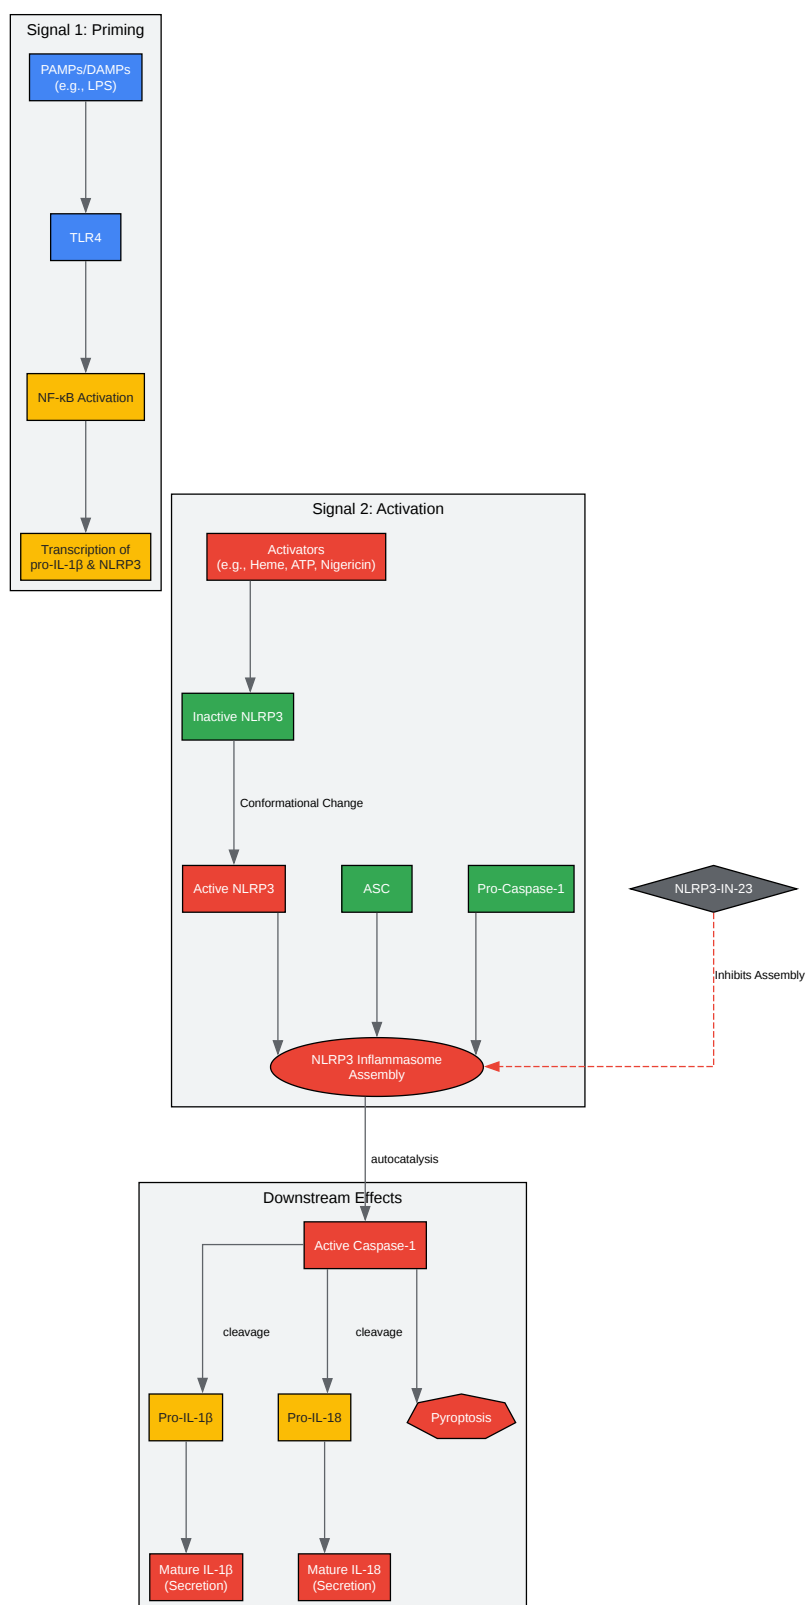 Signal 1: Priming
PAMPs/DAMPs
(e.g., LPS)
TLR4
NF-κB Activation
Transcription of
pro-IL-1β & NLRP3
Signal 2: Activation
Activators
(e.g., Heme, ATP, Nigericin)
Inactive NLRP3
Conformational Change
Active NLRP3
ASC
Pro-Caspase-1
NLRP3-IN-23
Inhibits Assembly
NLRP3 Inflammasome
Assembly
autocatalysis
Downstream Effects
Active Caspase-1
cleavage
cleavage
Pro-IL-1β
Pro-IL-18
Pyroptosis
Mature IL-1β
(Secretion)
Mature IL-18
(Secretion)